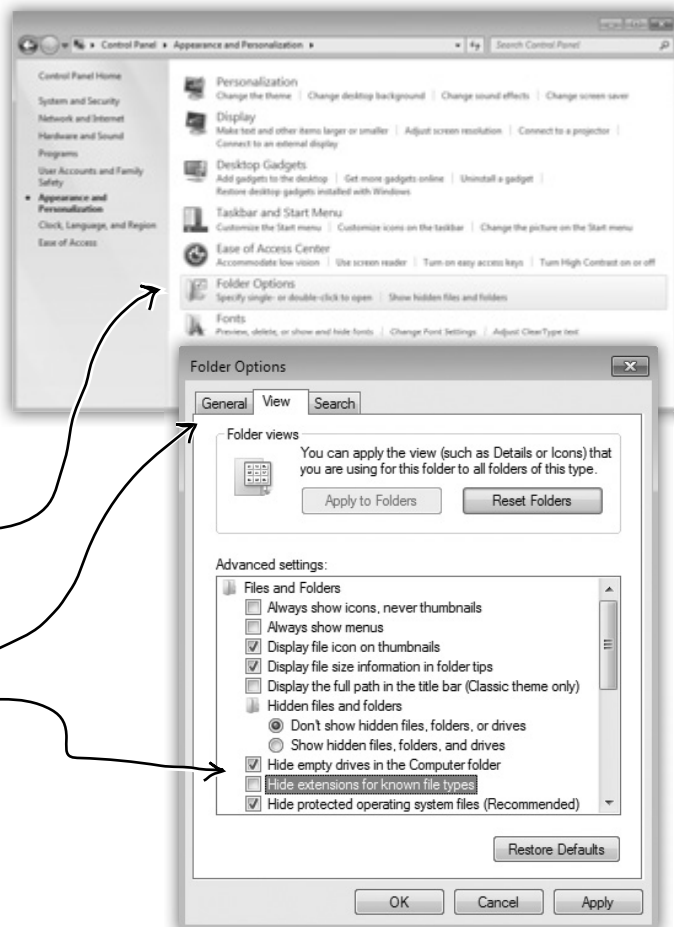 Control Panel ▸ Appearance and Personalization ▸
Search Control Panel
Control Panel Home
System and Security
Network and Internet
Hardware and Sound
Programs
User Accounts and Family
Safety
Appearance and
Personalization
Clock, Language, and Region
Ease of Access
Personalization
Change the theme | Change desktop background | Change sound effects | Change screen saver
Display
Make text and other items larger or smaller | Adjust screen resolution | Connect to a projector |
Connect to an external display
Desktop Gadgets
Add gadgets to the desktop | Get more gadgets online | Uninstall a gadget |
Restore desktop gadgets installed with Windows
Taskbar and Start Menu
Customize the Start menu | Customize icons on the taskbar | Change the picture on the Start menu
Ease of Access Center
Accommodate low vision | Use screen reader | Turn on easy access keys | Turn High Contrast on or off
Folder Options
Specify single- or double-click to open | Show hidden files and folders
Fonts
Preview, delete, or show and hide fonts | Change Font Settings | Adjust ClearType text
Folder Options
General View Search
Folder views
You can apply the view (such as Details or Icons) that
you are using for this folder to all folders of this type.
Apply to Folders Reset Folders
Advanced settings:
Files and Folders
Always show icons, never thumbnails
Always show menus
Display file icon on thumbnails
Display file size information in folder tips
Display the full path in the title bar (Classic theme only)
Hidden files and folders
Don't show hidden files, folders, or drives
Show hidden files, folders, and drives
Hide empty drives in the Computer folder
Hide extensions for known file types
Hide protected operating system files (Recommended)
Restore Defaults
OK Cancel Apply